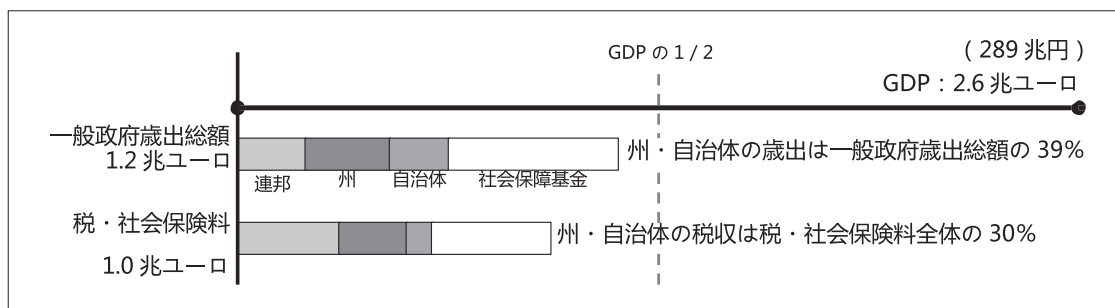 GDP の 1 / 2
( 289 兆円 )
GDP：2.6 兆ユーロ
一般政府歳出総額
1.2 兆ユーロ
州・自治体の歳出は一般政府歳出総額の 39%
連邦
州
自治体
社会保障基金
税・社会保険料
1.0 兆ユーロ
州・自治体の税収は税・社会保険料全体の 30%